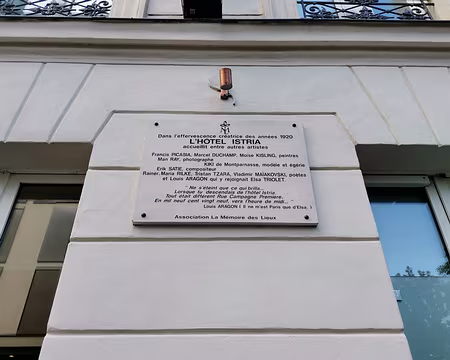 Dans l'effervescence créatrice des années 1920
L'HOTEL ISTRIA
accueillit entre autres artistes
Francis PICABIA, Marcel DUCHAMP, Moïse KISLING, peintres
Man RAY, photographe
KIKI de Montparnasse, modèle et égérie
Erik SATIE, compositeur
Rainer Maria RILKE, Tristan TZARA, Vladimir MAÏAKOVSKI, poètes
et Louis ARAGON qui y rejoignait Elsa TRIOLET.
"Ne s'éteint que ce qui brilla...
Lorsque tu descendais de l'hôtel Istria,
Tout était différent Rue Campagne Première,
En mil neuf cent vingt neuf, vers l'heure de midi..."
Louis ARAGON ( Il ne m'est Paris que d'Elsa )
Association La Mémoire des Lieux